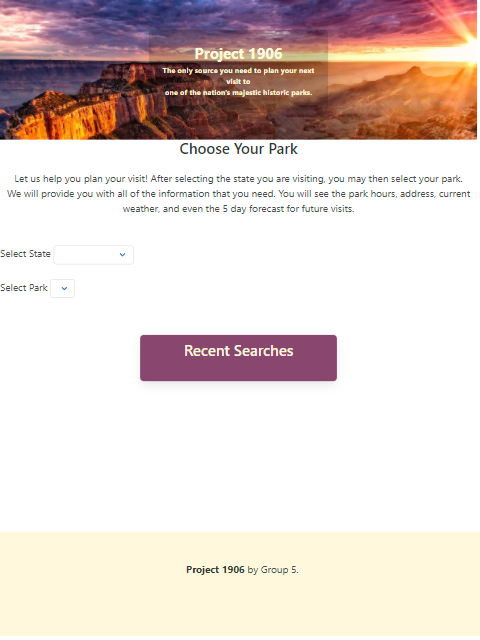 Project 1906
The only source you need to plan your next
visit to
one of the nation's majestic historic parks.
Choose Your Park
Let us help you plan your visit! After selecting the state you are visiting, you may then select your park.
We will provide you with all of the information that you need. You will see the park hours, address, current
weather, and even the 5 day forecast for future visits.
Select State
Select Park
Recent Searches
Project 1906 by Group 5.